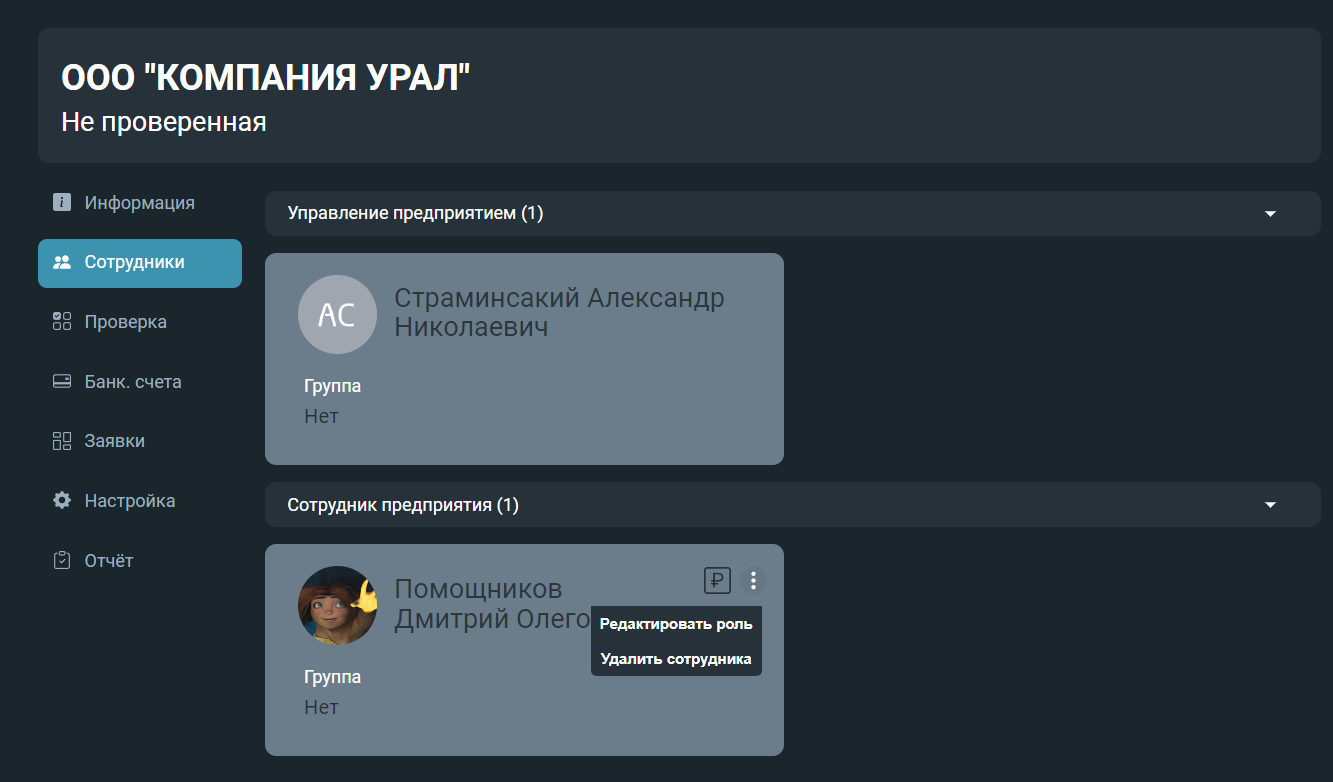 ООО "КОМПАНИЯ УРАЛ"
Не проверенная
Информация
Сотрудники
Проверка
Банк. счета
Заявки
Настройка
Отчёт
Управление предприятием (1)
АС
Страминсакий Александр
Николаевич
Группа
Нет
Сотрудник предприятия (1)
Помощников
Дмитрий Олего
Редактировать роль
Удалить сотрудника
Группа
Нет